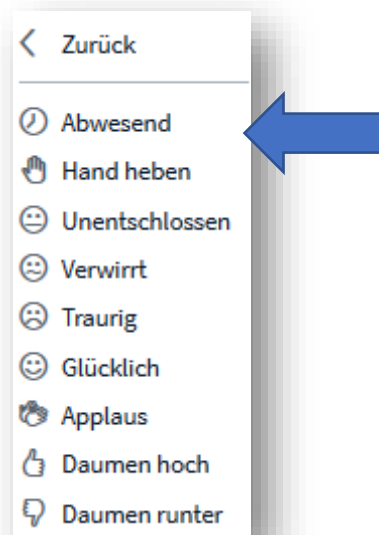 Zurück
Abwesend
Hand heben
Unentschlossen
Verwirrt
Traurig
Glücklich
Applaus
Daumen hoch
Daumen runter